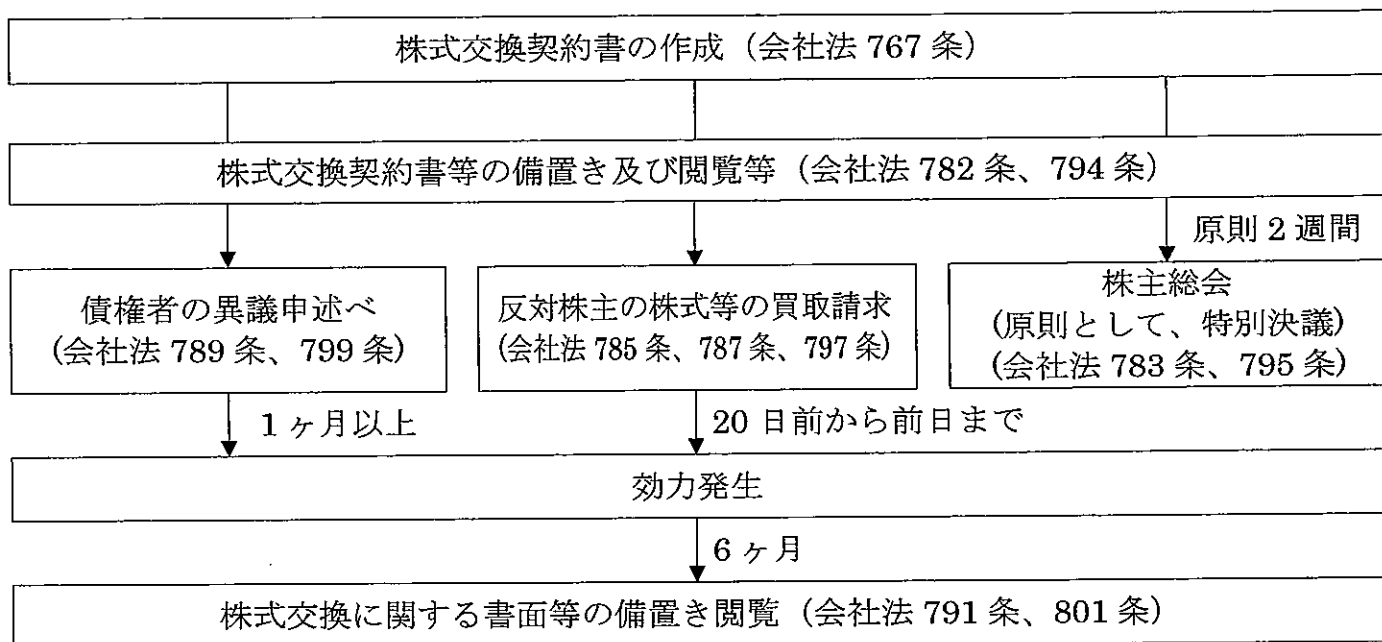 株式交換契約書の作成（会社法 767 条）
株式交換契約書等の備置き及び閲覧等（会社法 782 条、794 条）
原則 2 週間
債権者の異議申述べ
(会社法 789 条、799 条)
反対株主の株式等の買取請求
(会社法 785 条、787 条、797 条)
株主総会
(原則として、特別決議)
(会社法 783 条、795 条)
1 ヶ月以上
20 日前から前日まで
効力発生
6 ヶ月
株式交換に関する書面等の備置き閲覧（会社法 791 条、801 条）